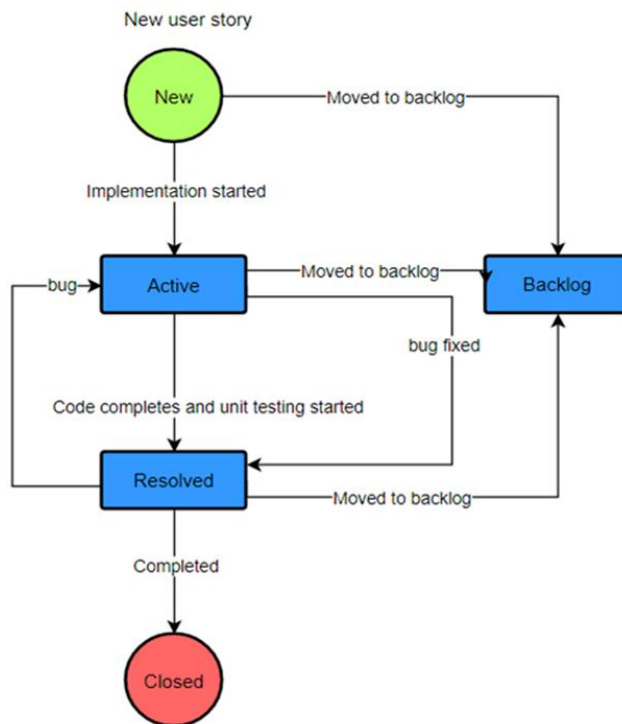 New user story
New
Moved to backlog
Implementation started
bug
Active
Moved to backlog
Backlog
bug fixed
Code completes and unit testing started
Resolved
Moved to backlog
Completed
Closed